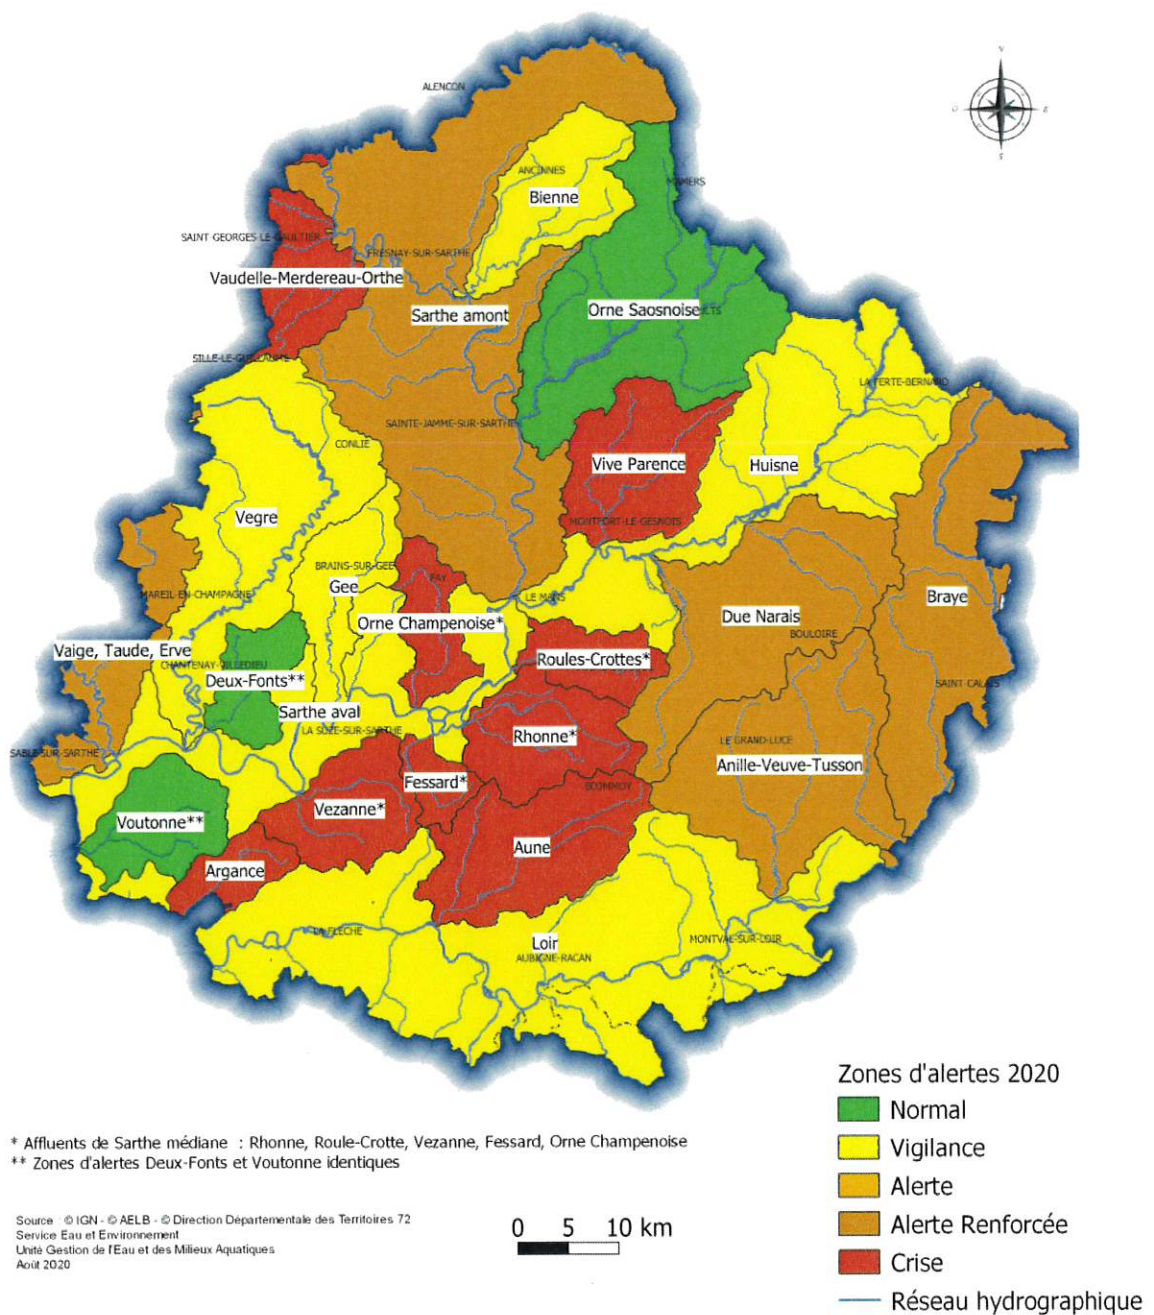 N
O
E
S
ALENCON
ANCINNES
Bienne
MAMERS
SAINT-GEORGES-LE-GAULTIER
FRESNAY-SUR-SARTHE
Vaudelle-Merdereau-Orthe
Sarthe amont
Orne Saosnoise
SILLE-LE-GUILLAUME
LA FERTE-BERNARD
SAINTE-JAMME-SUR-SARTHE
CONLIE
Vive Parence
Huisne
Vegre
MONTFORT-LE-GESNOIS
BRAINS-SUR-GEE
FAY
Gee
MAREIL-EN-CHAMPAGNE
LE MANS
Braye
Orne Champenoise*
Due Narais
BOULOIRE
Vaige, Taude, Erve
CHANTENAY-VILLEDIEU
Roules-Crottes*
Deux-Fonts**
SAINT-CALAIS
Sarthe aval
LA SUZE-SUR-SARTHE
Rhonne*
LE GRAND-LUCE
SABLE-SUR-SARTHE
Anille-Veuve-Tusson
Fessard*
ECOMMOY
Vezanne*
Voutonne**
Aune
Argance
LA FLECHE
Loir
MONTVAL-SUR-LOIR
AUBIGNE-RACAN
Zones d'alertes 2020
Normal
Vigilance
Alerte
Alerte Renforcée
Crise
Réseau hydrographique
* Affluents de Sarthe médiane : Rhonne, Roule-Crotte, Vezanne, Fessard, Orne Champenoise
** Zones d'alertes Deux-Fonts et Voutonne identiques
Source : © IGN - © AELB - © Direction Départementale des Territoires 72
Service Eau et Environnement
Unité Gestion de l'Eau et des Milieux Aquatiques
Août 2020
0 5 10 km